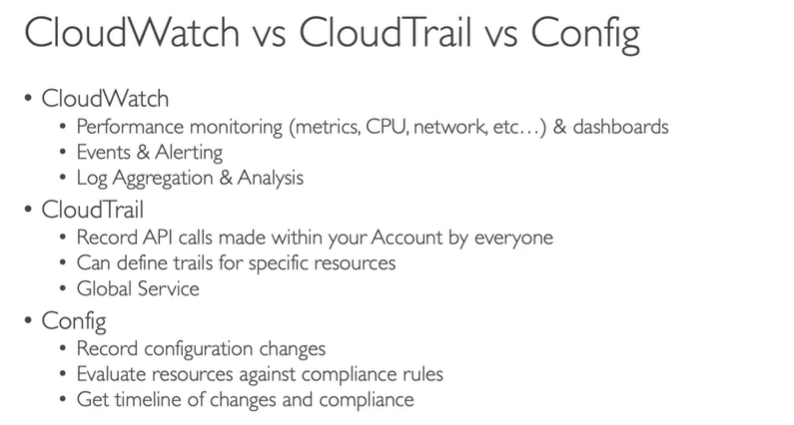 CloudWatch vs CloudTrail vs Config
• CloudWatch
• Performance monitoring (metrics, CPU, network, etc…) & dashboards
• Events & Alerting
• Log Aggregation & Analysis
• CloudTrail
• Record API calls made within your Account by everyone
• Can define trails for specific resources
• Global Service
• Config
• Record configuration changes
• Evaluate resources against compliance rules
• Get timeline of changes and compliance